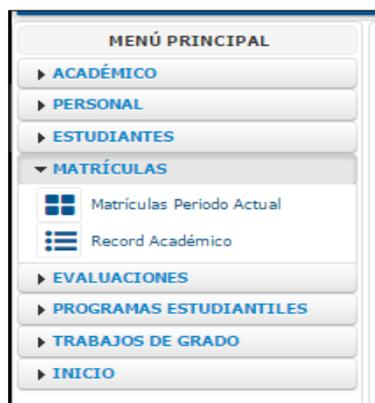 MENÚ PRINCIPAL
ACADÉMICO
PERSONAL
ESTUDIANTES
MATRÍCULAS
Matrículas Periodo Actual
Record Académico
EVALUACIONES
PROGRAMAS ESTUDIANTILES
TRABAJOS DE GRADO
INICIO